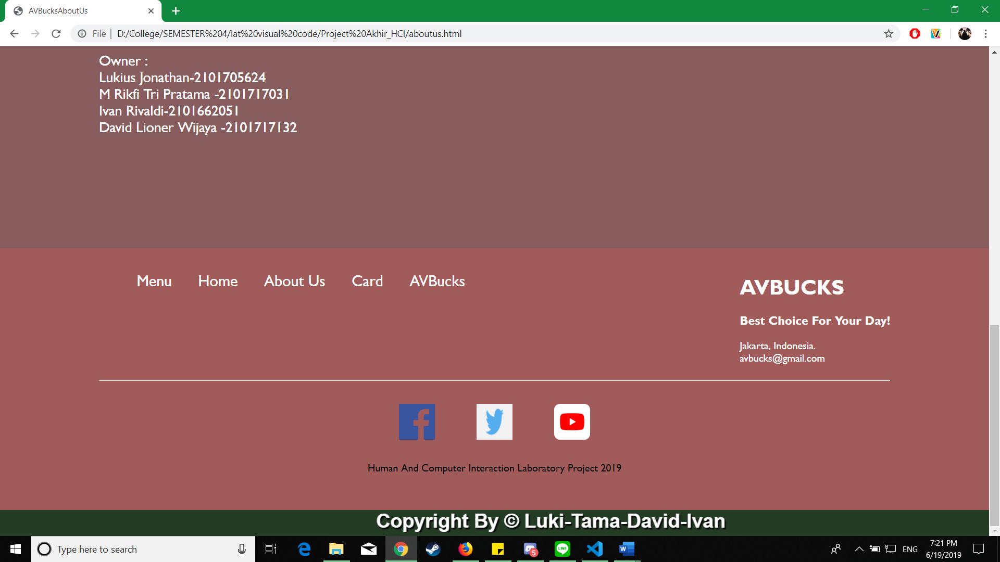 AVBucksAboutUs
File | D:/College/SEMESTER%204/lat%20visual%20code/Project%20Akhir_HCI/aboutus.html
Owner :
Lukius Jonathan-2101705624
M Rikfi Tri Pratama -2101717031
Ivan Rivaldi-2101662051
David Lioner Wijaya -2101717132
Menu Home About Us Card AVBucks
AVBUCKS
Best Choice For Your Day!
Jakarta, Indonesia.
avbucks@gmail.com
Human And Computer Interaction Laboratory Project 2019
Copyright By © Luki-Tama-David-Ivan
Type here to search
5
LINE
ENG
7:21 PM
6/19/2019